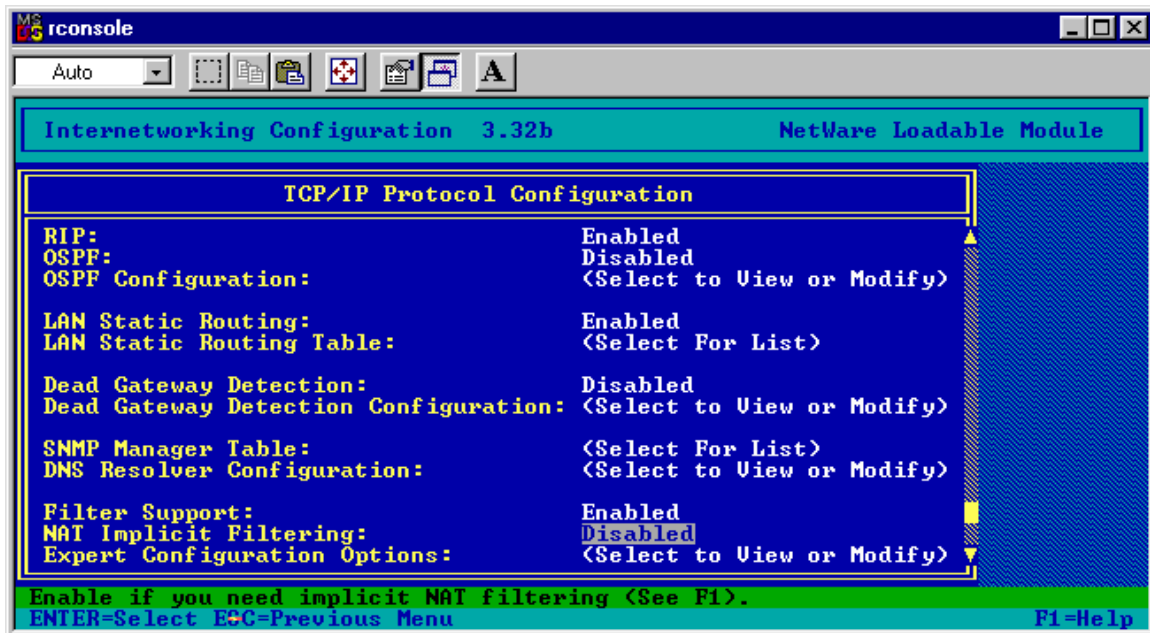 MS DOS rconsole
Auto A
Internetworking Configuration 3.32b NetWare Loadable Module
TCP/IP Protocol Configuration
RIP: Enabled
OSPF: Disabled
OSPF Configuration: <Select to View or Modify>
LAN Static Routing: Enabled
LAN Static Routing Table: <Select For List>
Dead Gateway Detection: Disabled
Dead Gateway Detection Configuration: <Select to View or Modify>
SNMP Manager Table: <Select For List>
DNS Resolver Configuration: <Select to View or Modify>
Filter Support: Enabled
NAT Implicit Filtering: Disabled
Expert Configuration Options: <Select to View or Modify>
Enable if you need implicit NAT filtering <See F1>.
ENTER=Select ESC=Previous Menu F1=Help